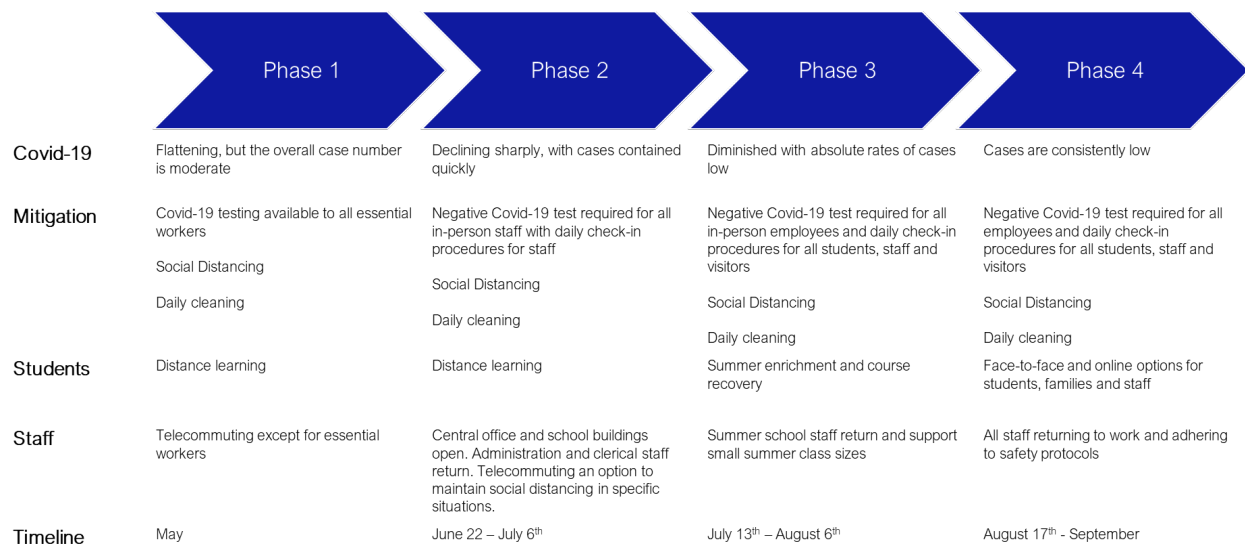 Phase 1
Phase 2
Phase 3
Phase 4
Covid-19
Flattening, but the overall case number
is moderate
Declining sharply, with cases contained
quickly
Diminished with absolute rates of cases
low
Cases are consistently low
Mitigation
Covid-19 testing available to all essential
workers
Social Distancing
Daily cleaning
Negative Covid-19 test required for all
in-person staff with daily check-in
procedures for staff
Social Distancing
Daily cleaning
Negative Covid-19 test required for all
in-person employees and daily check-in
procedures for all students, staff and
visitors
Social Distancing
Daily cleaning
Negative Covid-19 test required for all
employees and daily check-in
procedures for all students, staff and
visitors
Social Distancing
Daily cleaning
Students
Distance learning
Distance learning
Summer enrichment and course
recovery
Face-to-face and online options for
students, families and staff
Staff
Telecommuting except for essential
workers
Central office and school buildings
open. Administration and clerical staff
return. Telecommuting an option to
maintain social distancing in specific
situations.
Summer school staff return and support
small summer class sizes
All staff returning to work and adhering
to safety protocols
Timeline
May
June 22 – July 6th
July 13th – August 6th
August 17th - September